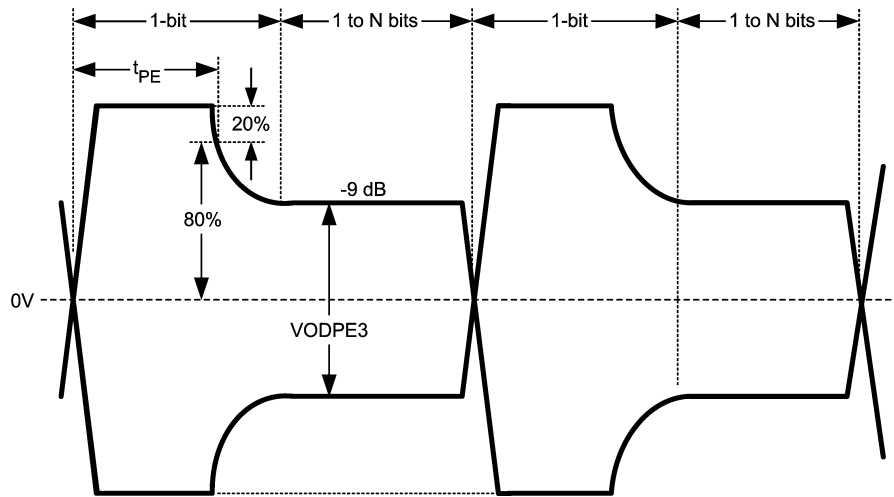 1-bit
1 to N bits
1-bit
1 to N bits
tPE
20%
-9 dB
80%
0V
VODPE3